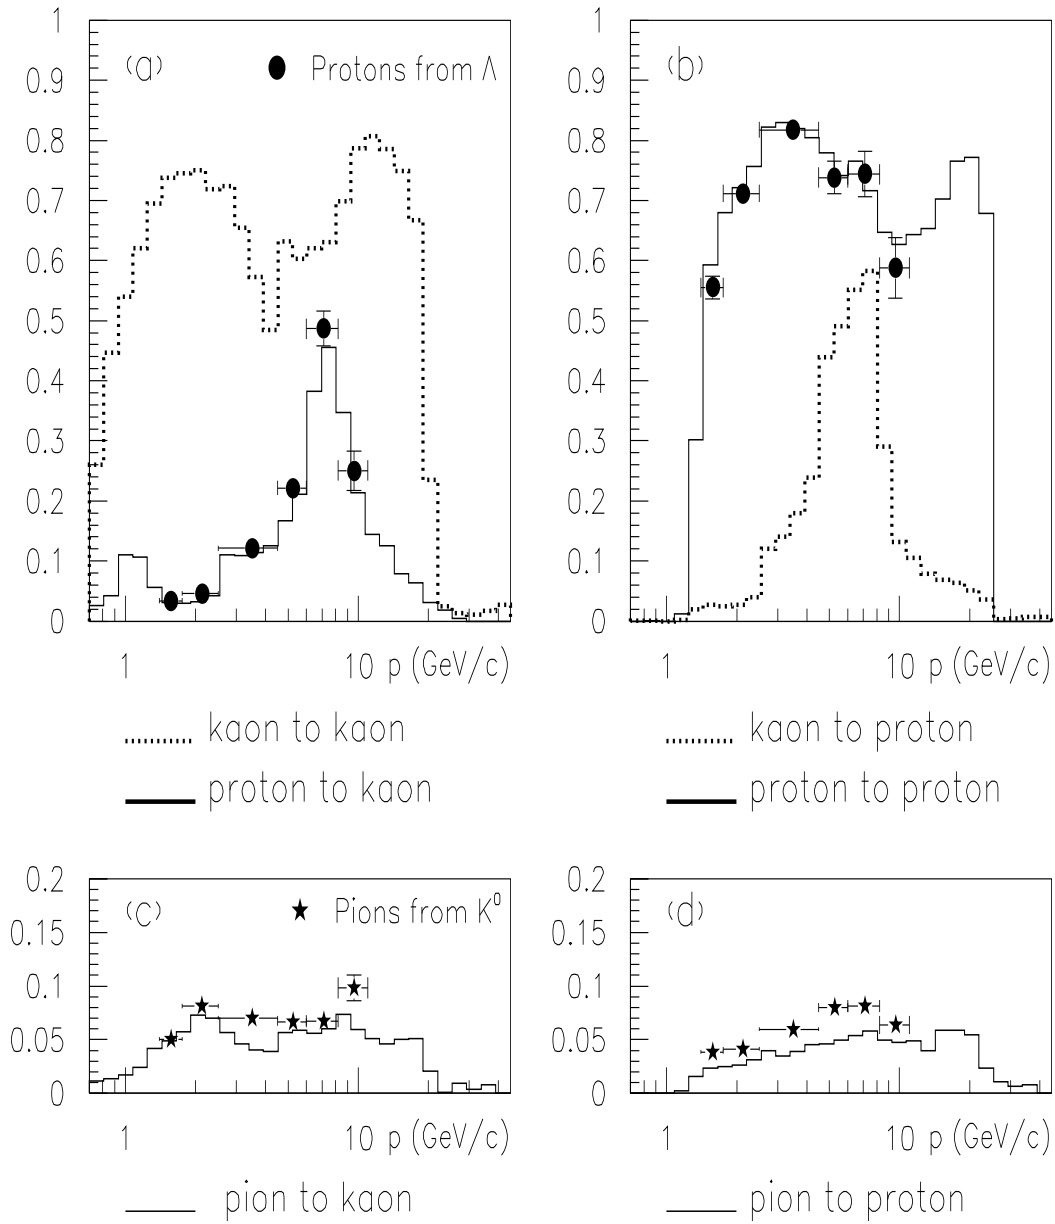 1
0.9
0.8
0.7
0.6
0.5
0.4
0.3
0.2
0.1
0
(a)
Protons from Λ
1
10 p (GeV/c)
kaon to kaon
proton to kaon
1
0.9
0.8
0.7
0.6
0.5
0.4
0.3
0.2
0.1
0
(b)
1
10 p (GeV/c)
kaon to proton
proton to proton
0.2
0.15
0.1
0.05
0
(c)
Pions from K⁰
1
10 p (GeV/c)
pion to kaon
0.2
0.15
0.1
0.05
0
(d)
1
10 p (GeV/c)
pion to proton